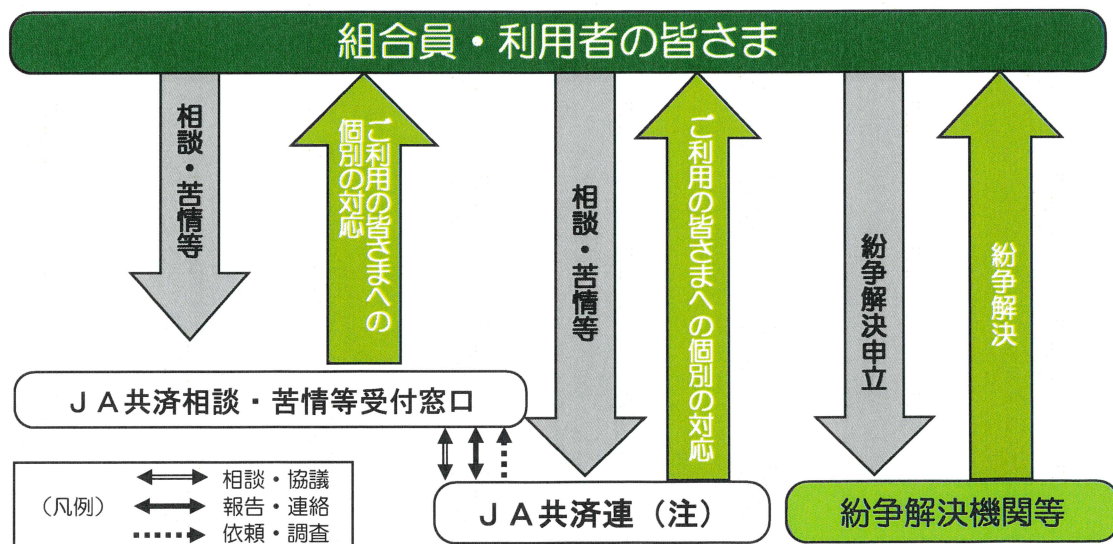 組合員・利用者の皆さま
相談・苦情等
ご利用の皆さまへの
個別の対応
相談・苦情等
ご利用の皆さまへの個別の対応
紛争解決申立
紛争解決
ＪＡ共済相談・苦情等受付窓口
ＪＡ共済連（注）
紛争解決機関等
（凡例）
相談・協議
報告・連絡
依頼・調査